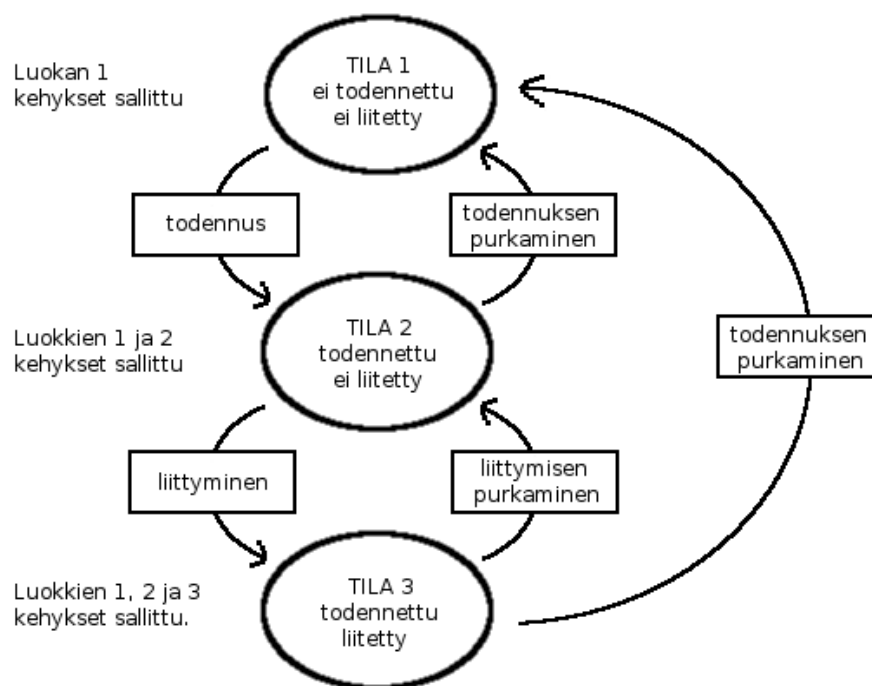 Luokan 1
kehykset sallittu
TILA 1
ei todennettu
ei liitetty
todennus
todennuksen
purkaminen
Luokkien 1 ja 2
kehykset sallittu
TILA 2
todennettu
ei liitetty
todennuksen
purkaminen
liittyminen
liittymisen
purkaminen
Luokkien 1, 2 ja 3
kehykset sallittu.
TILA 3
todennettu
liitetty